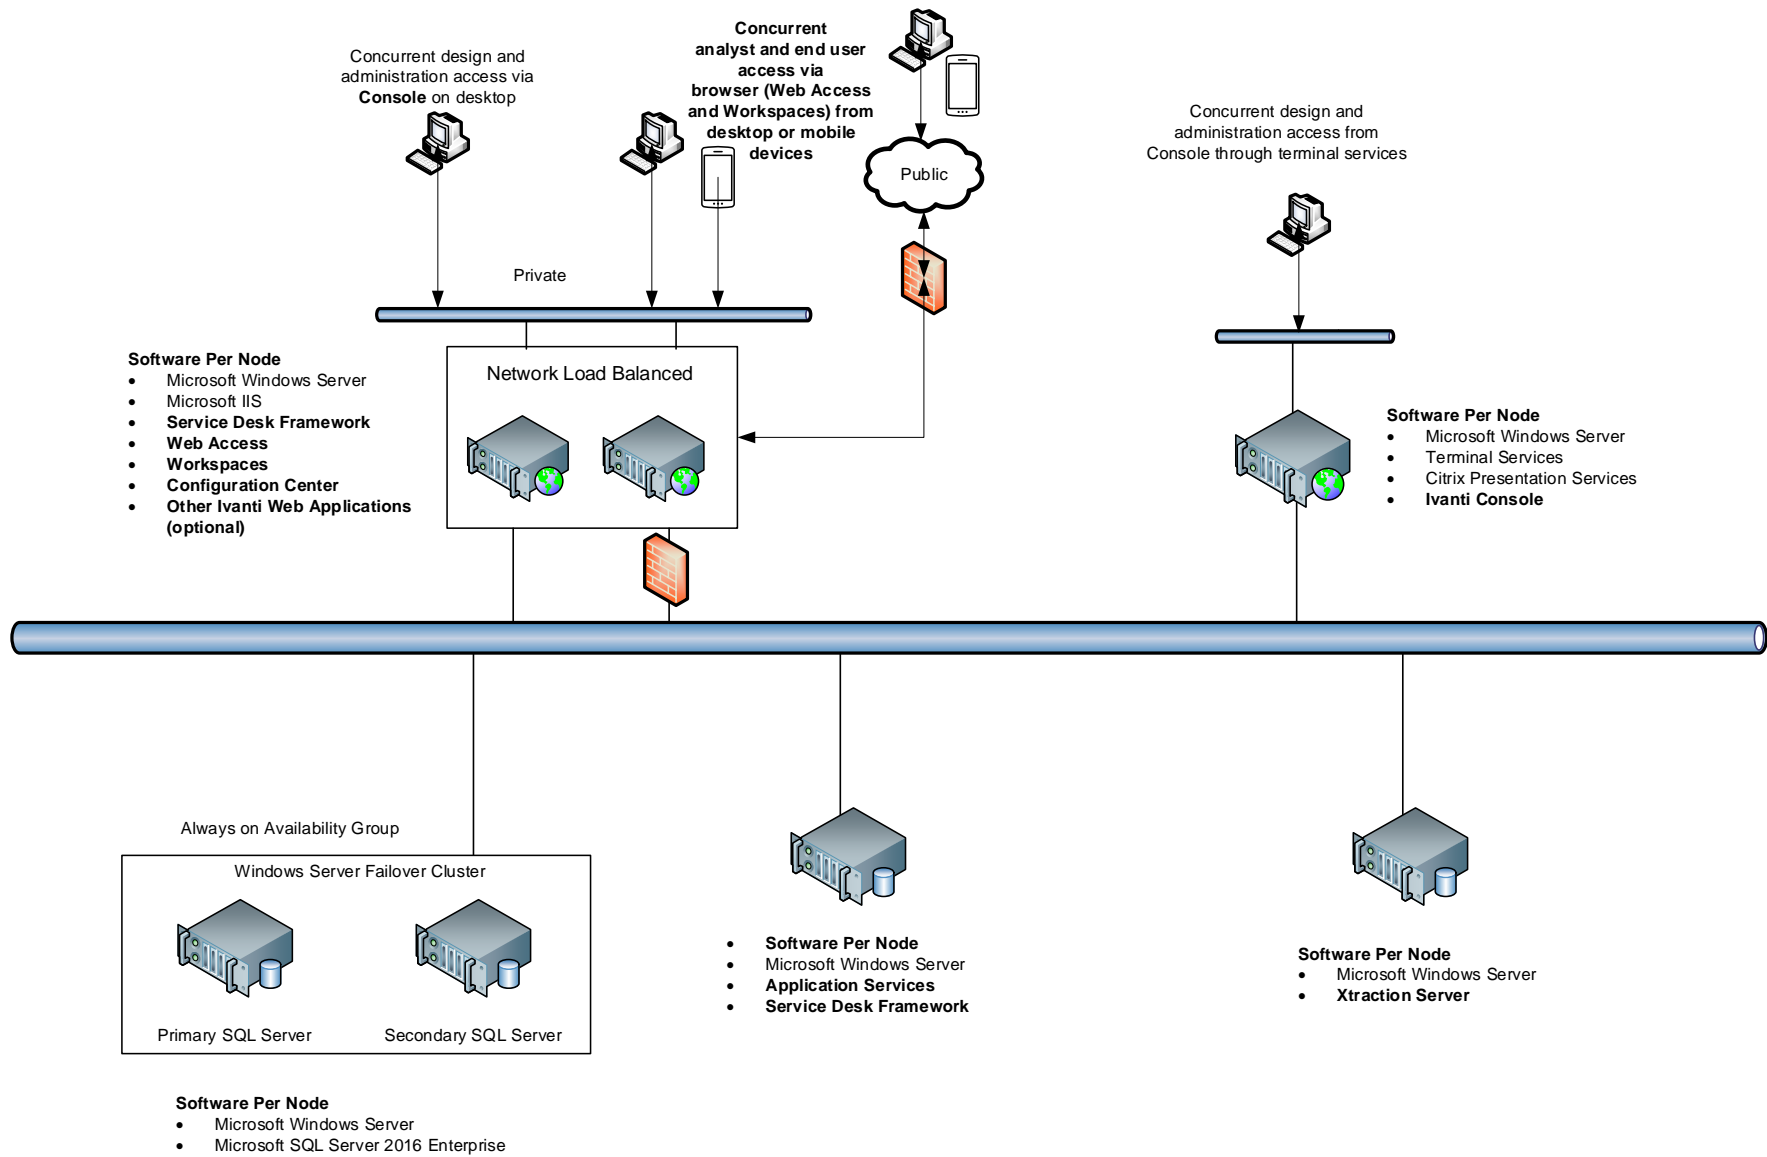 Concurrent design and
administration access via
Console on desktop
Concurrent
analyst and end user
access via
browser (Web Access
and Workspaces) from
desktop or mobile
devices
Public
Concurrent design and
administration access from
Console through terminal services
Private
Network Load Balanced
Software Per Node
• Microsoft Windows Server
• Microsoft IIS
• Service Desk Framework
• Web Access
• Workspaces
• Configuration Center
• Other Ivanti Web Applications
(optional)
Software Per Node
• Microsoft Windows Server
• Terminal Services
• Citrix Presentation Services
• Ivanti Console
Always on Availability Group
Windows Server Failover Cluster
Primary SQL Server
Secondary SQL Server
Software Per Node
• Microsoft Windows Server
• Microsoft SQL Server 2016 Enterprise
• Software Per Node
• Microsoft Windows Server
• Application Services
• Service Desk Framework
Software Per Node
• Microsoft Windows Server
• Xtraction Server